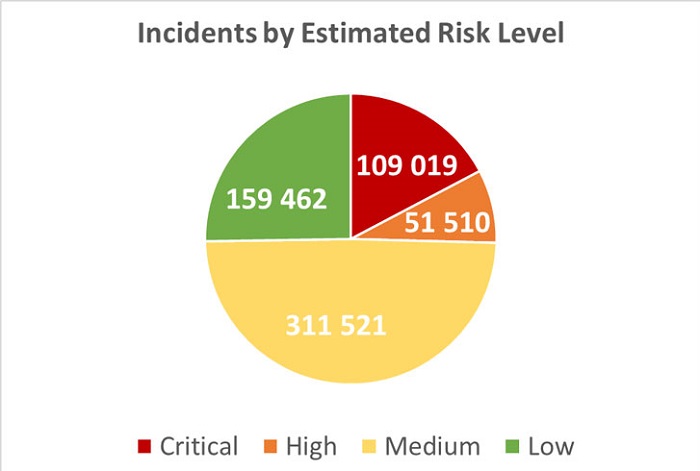 Incidents by Estimated Risk Level
109 019
159 462
51 510
311 521
Critical High Medium Low